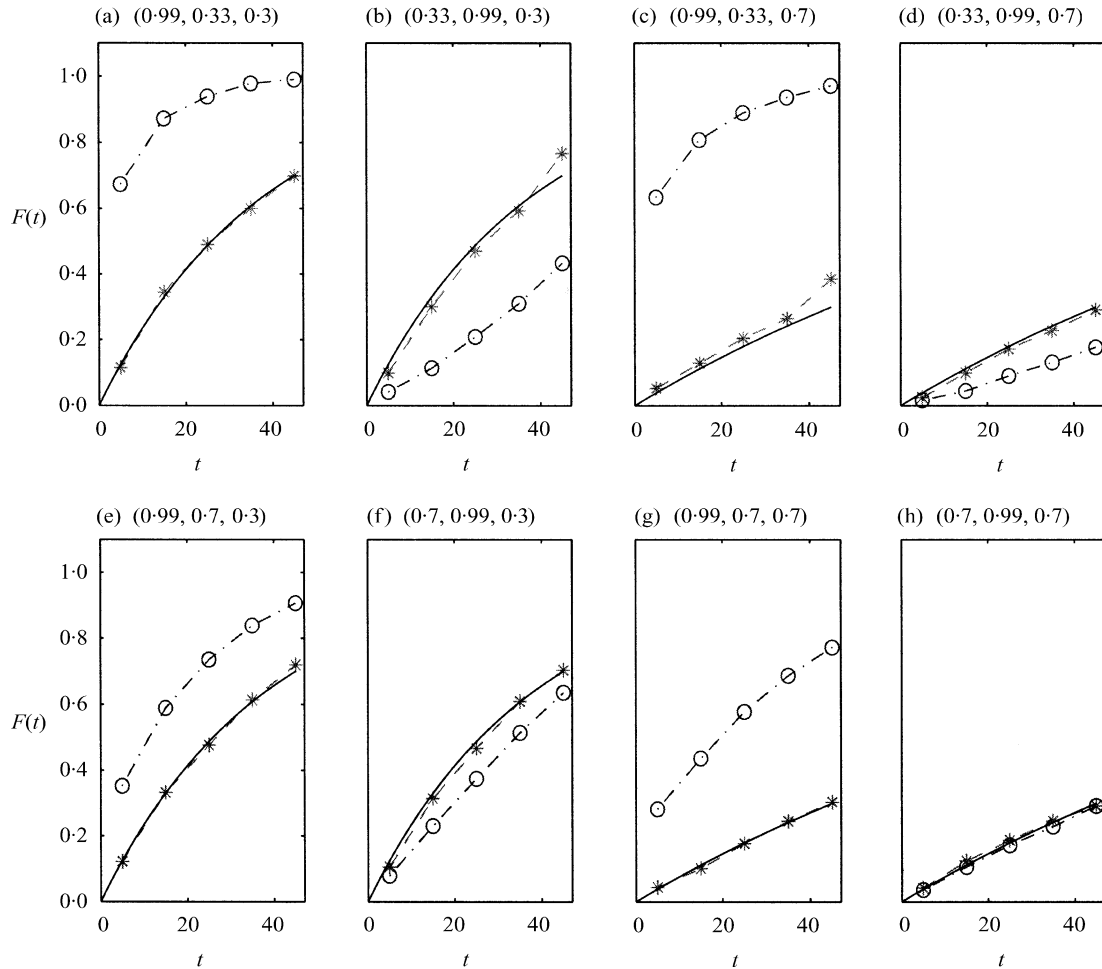 (a) (0·99, 0·33, 0·3)
(b) (0·33, 0·99, 0·3)
(c) (0·99, 0·33, 0·7)
(d) (0·33, 0·99, 0·7)
1·0
0·8
0·6
F(t)
0·4
0·2
0·0
0 20 40
0 20 40
0 20 40
0 20 40
t
t
t
t
(e) (0·99, 0·7, 0·3)
(f) (0·7, 0·99, 0·3)
(g) (0·99, 0·7, 0·7)
(h) (0·7, 0·99, 0·7)
1·0
0·8
0·6
F(t)
0·4
0·2
0·0
0 20 40
0 20 40
0 20 40
0 20 40
t
t
t
t